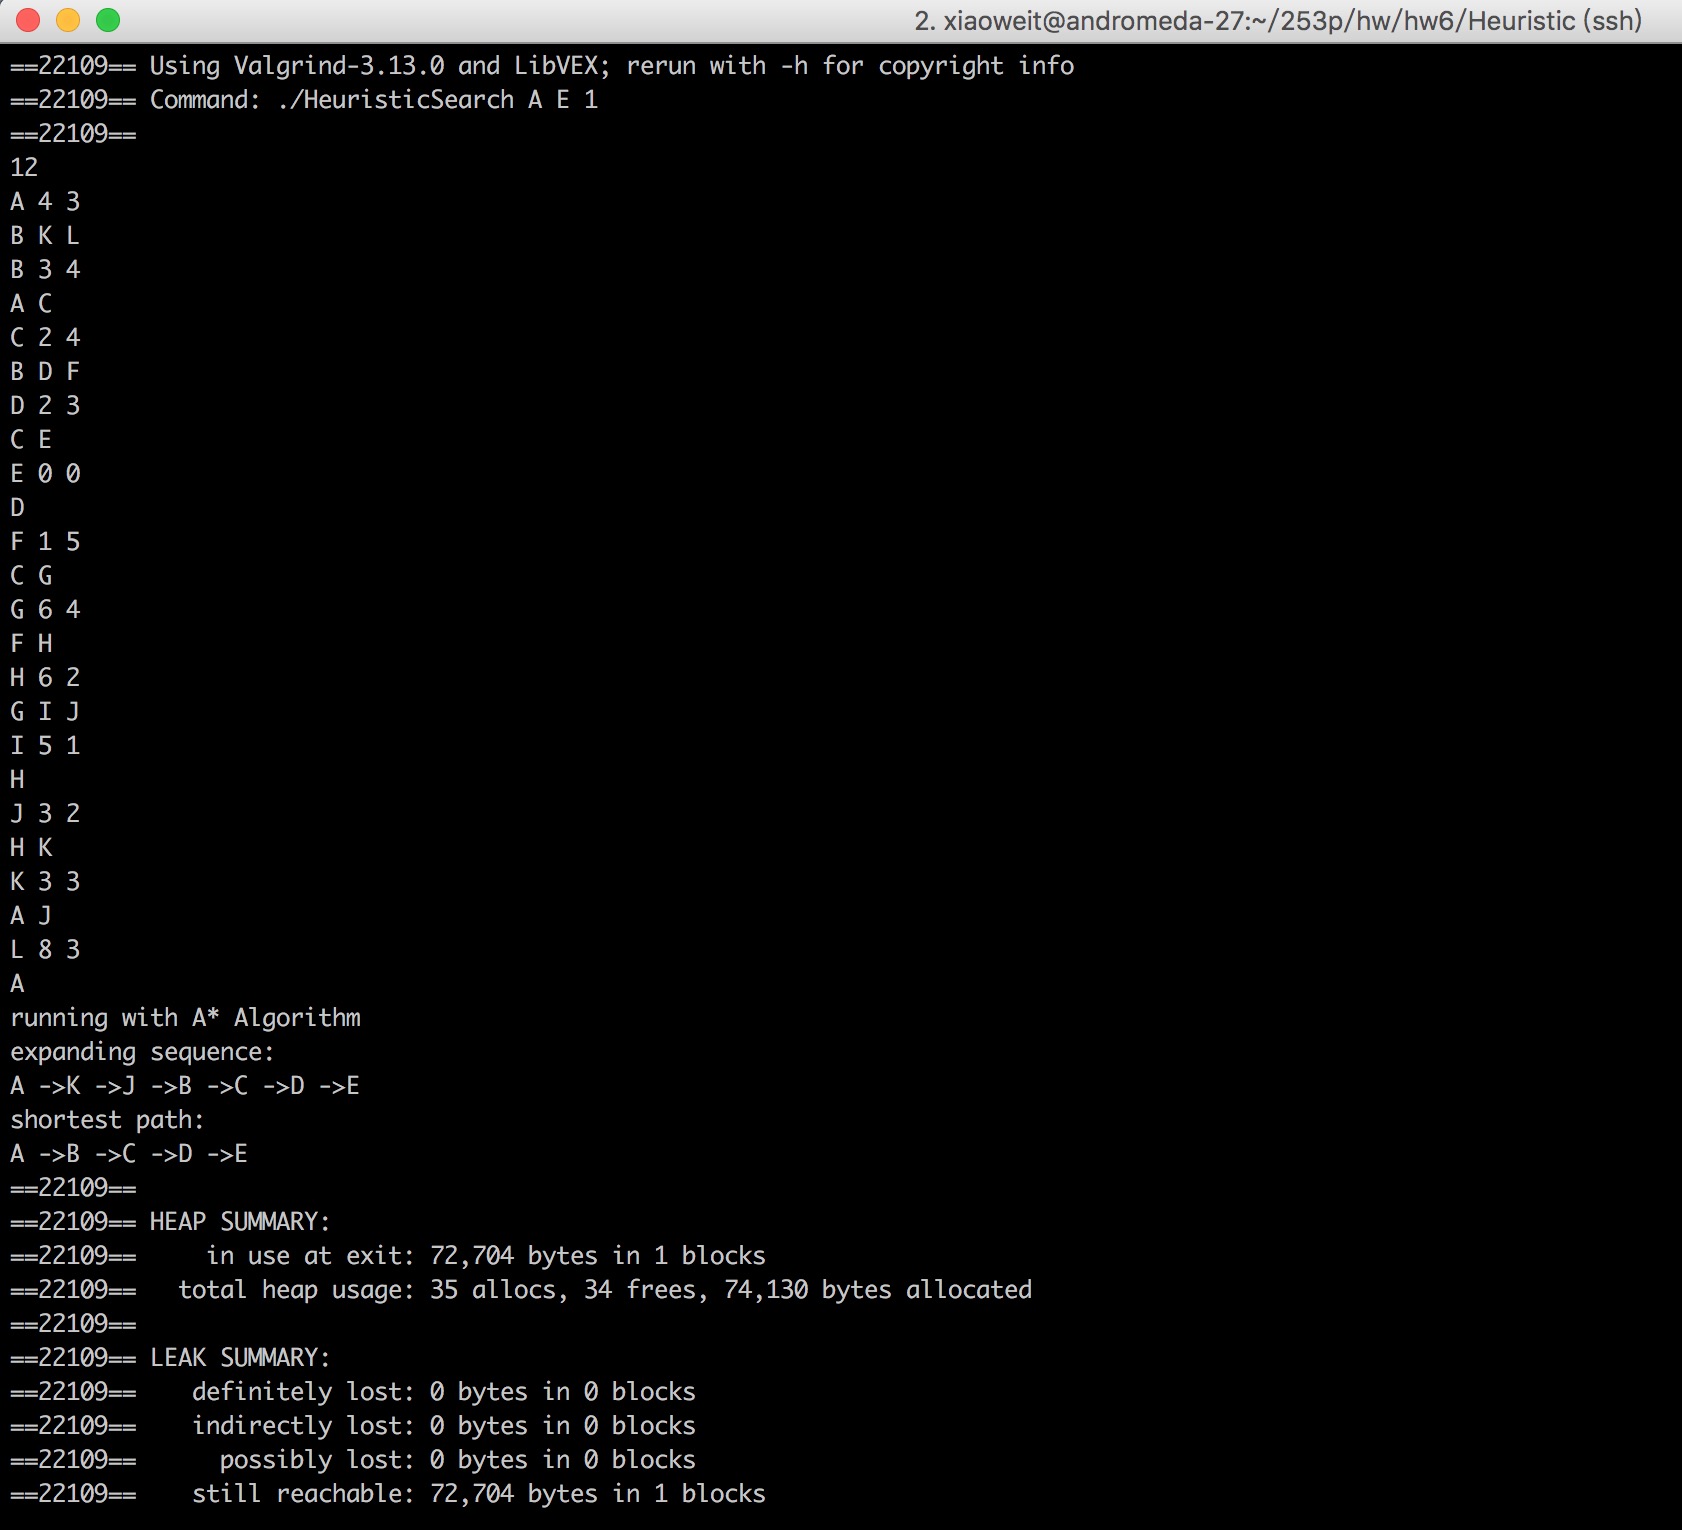 2. xiaoweit@andromeda-27:~/253p/hw/hw6/Heuristic (ssh)
==22109== Using Valgrind-3.13.0 and LibVEX; rerun with -h for copyright info
==22109== Command: ./HeuristicSearch A E 1
==22109==
12
A 4 3
B K L
B 3 4
A C
C 2 4
B D F
D 2 3
C E
E 0 0
D
F 1 5
C G
G 6 4
F H
H 6 2
G I J
I 5 1
H
J 3 2
H K
K 3 3
A J
L 8 3
A
running with A* Algorithm
expanding sequence:
A ->K ->J ->B ->C ->D ->E
shortest path:
A ->B ->C ->D ->E
==22109==
==22109== HEAP SUMMARY:
==22109==     in use at exit: 72,704 bytes in 1 blocks
==22109==   total heap usage: 35 allocs, 34 frees, 74,130 bytes allocated
==22109==
==22109== LEAK SUMMARY:
==22109==    definitely lost: 0 bytes in 0 blocks
==22109==    indirectly lost: 0 bytes in 0 blocks
==22109==      possibly lost: 0 bytes in 0 blocks
==22109==    still reachable: 72,704 bytes in 1 blocks